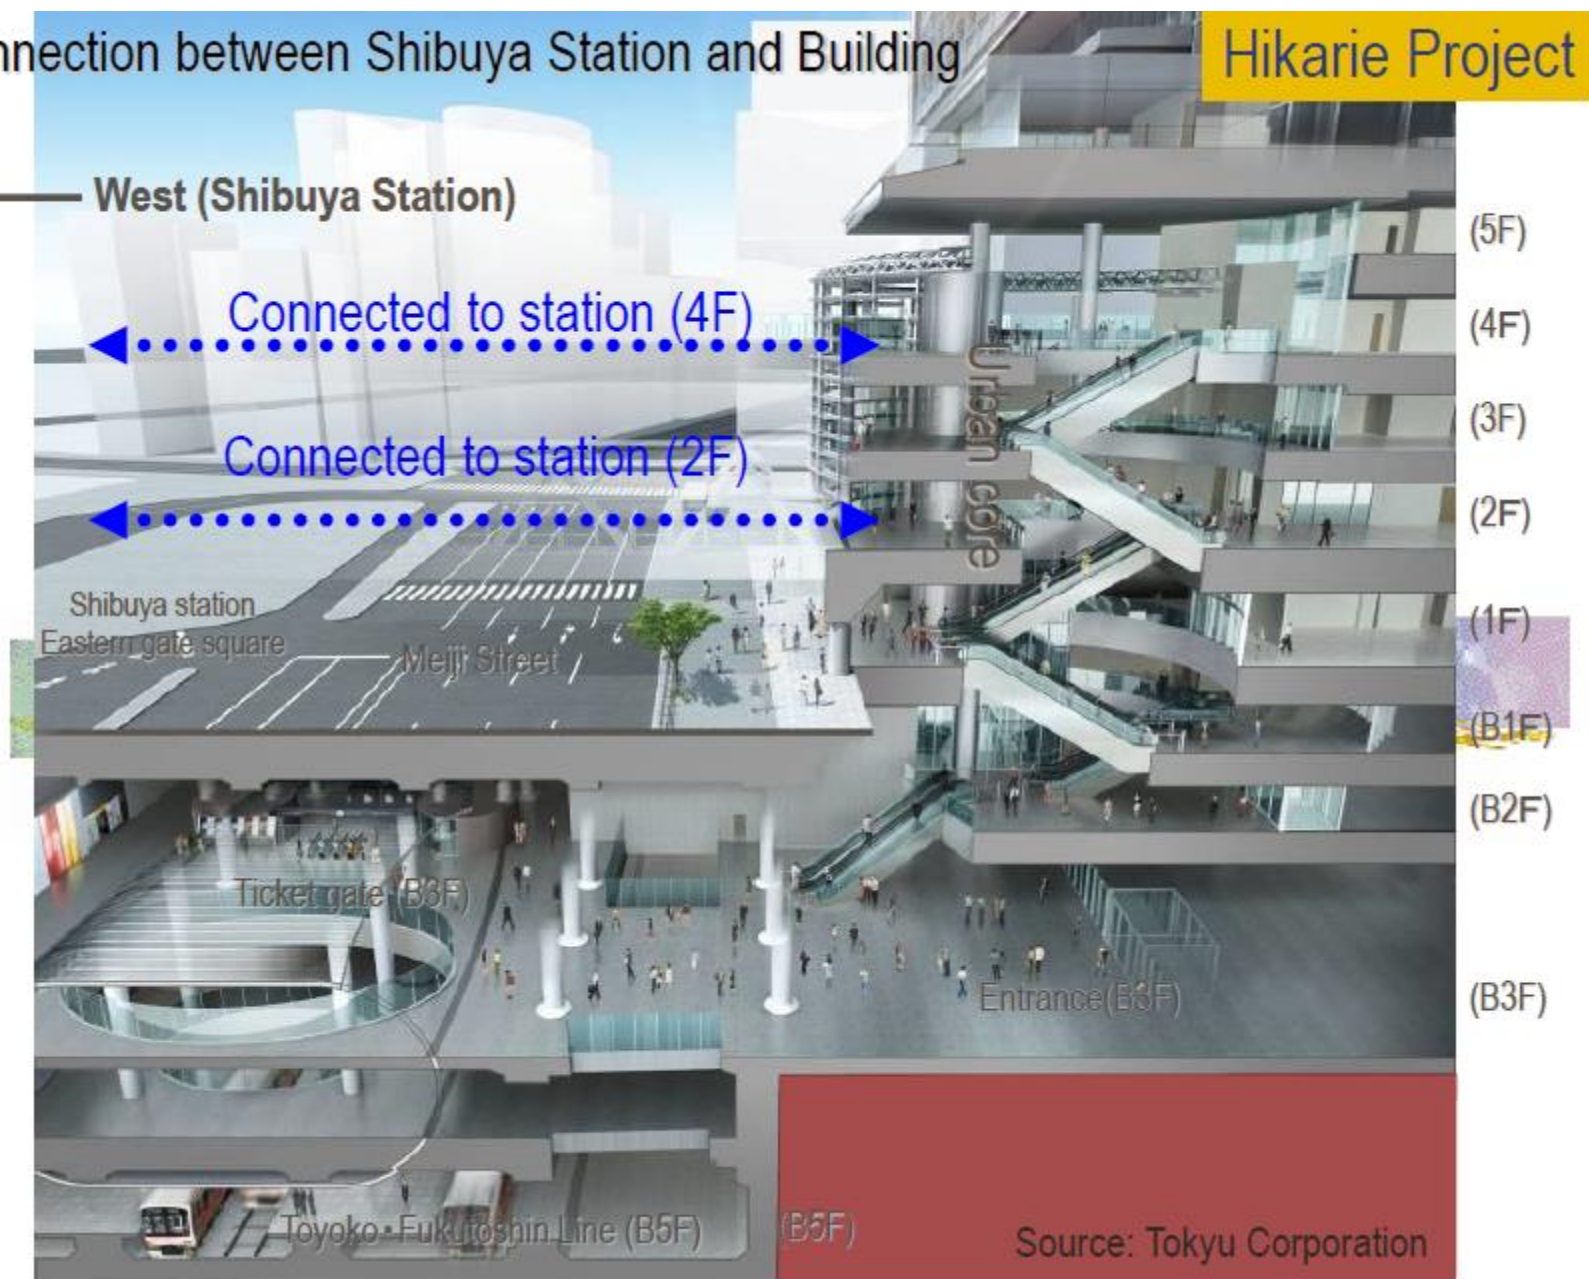 nnection between Shibuya Station and Building
Hikarie Project
West (Shibuya Station)
(5F)
Connected to station (4F)
(4F)
Urban core
(3F)
Connected to station (2F)
(2F)
Shibuya station
Eastern gate square
(1F)
Meiji Street
(B1F)
(B2F)
Ticket gate (B3F)
Entrance(B3F)
(B3F)
Toyoko・Fukutoshin Line (B5F)
(B5F)
Source: Tokyu Corporation